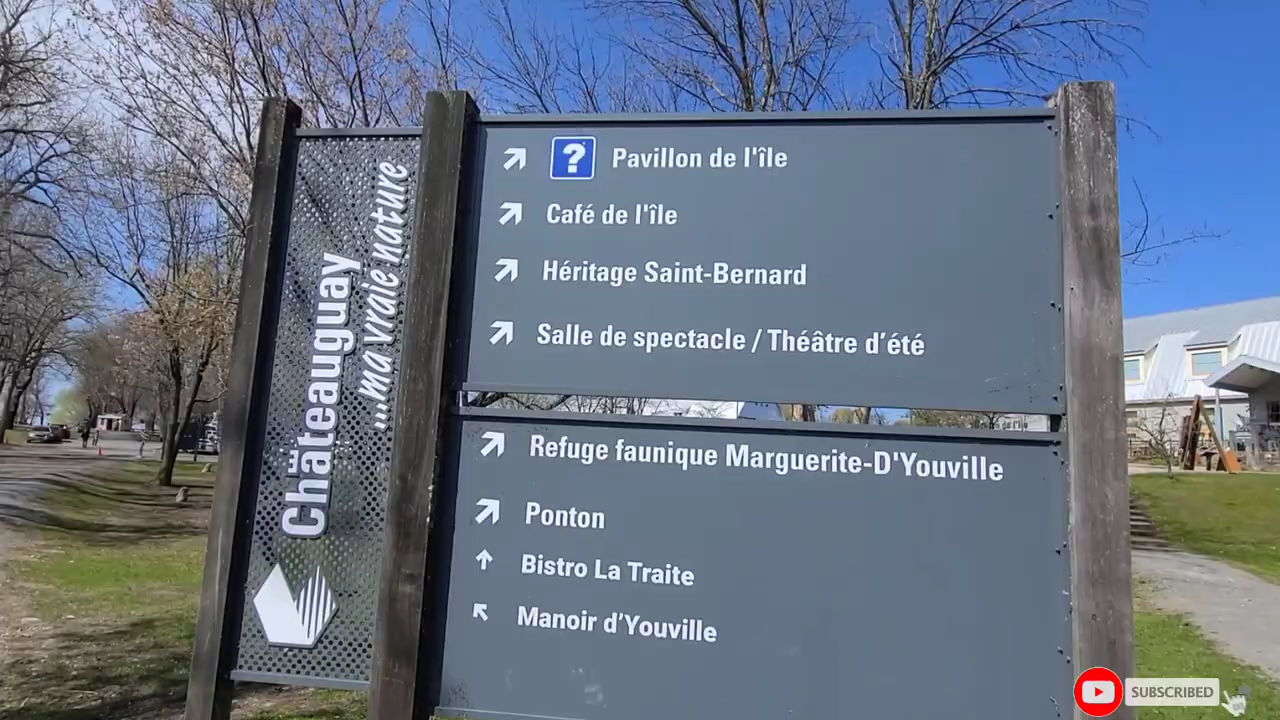 Châteauguay
...ma vraie nature
? Pavillon de l'île
Café de l'île
Héritage Saint-Bernard
Salle de spectacle / Théâtre d'été
Refuge faunique Marguerite-D'Youville
Ponton
Bistro La Traite
Manoir d'Youville
SUBSCRIBED